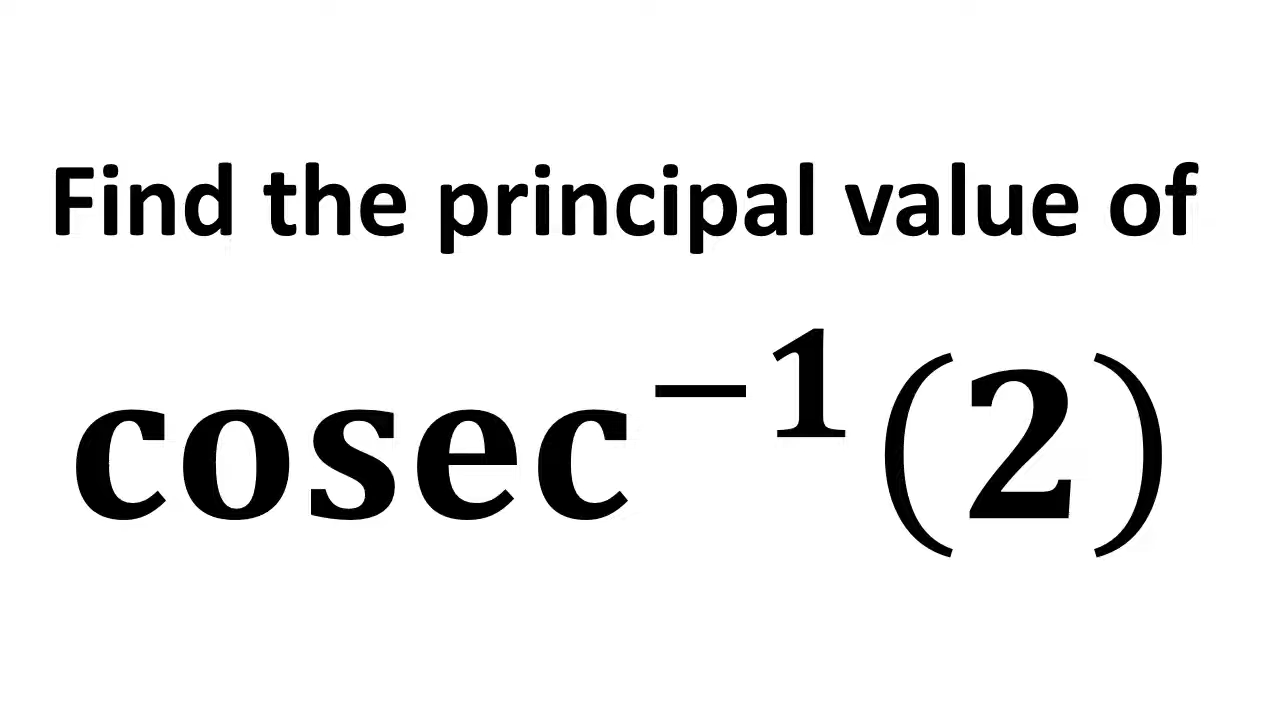 Find the principal value of
cosec⁻¹(2)